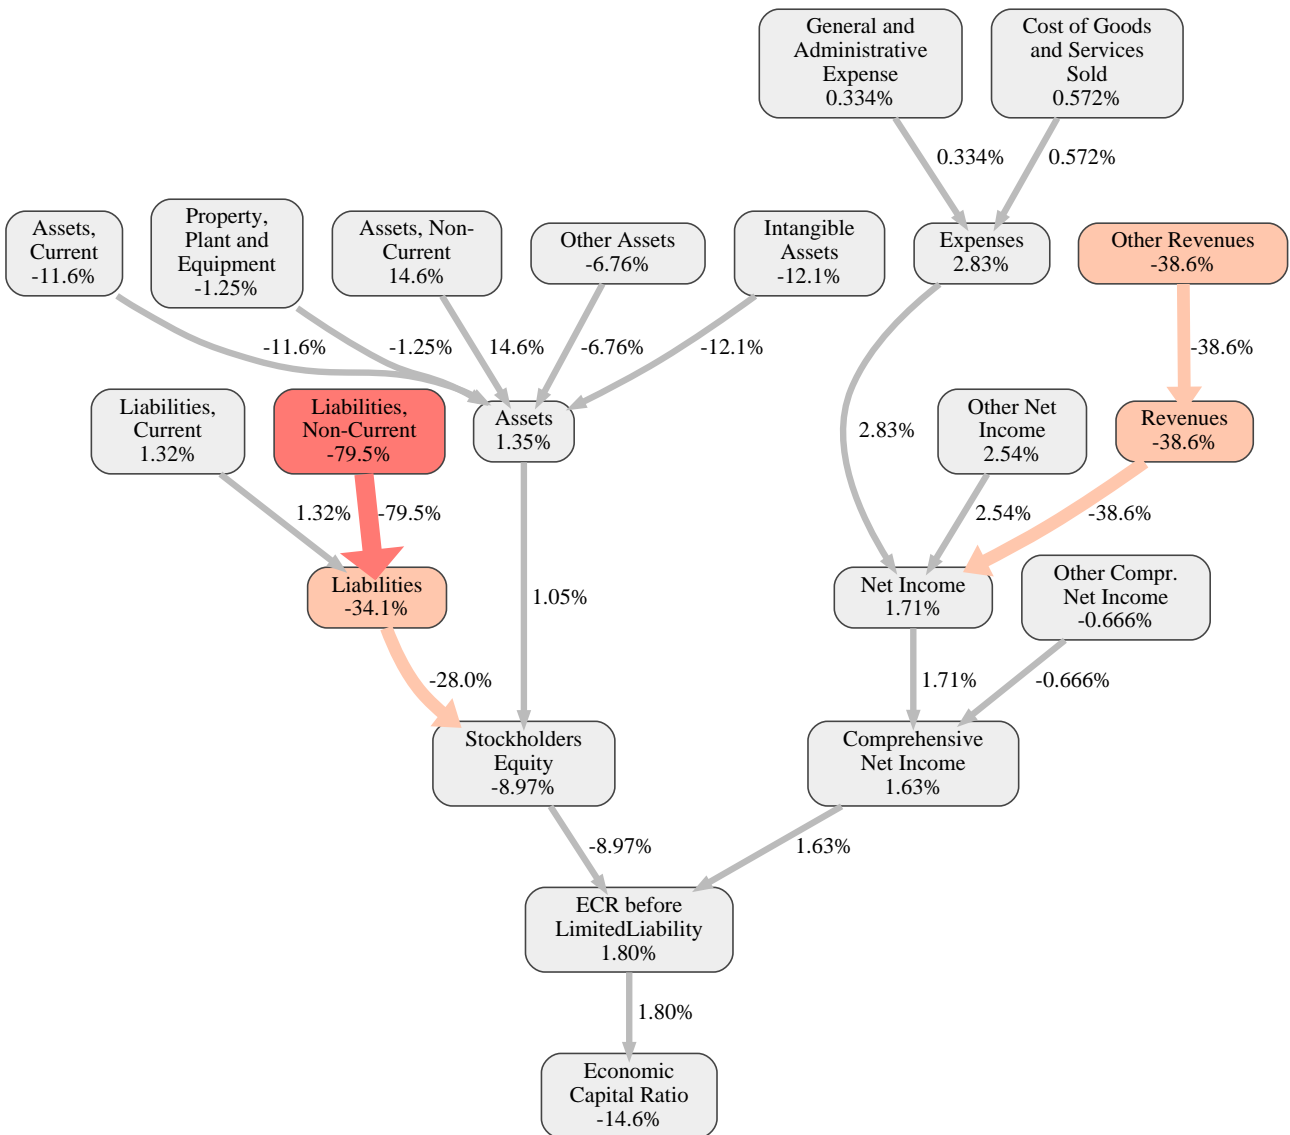 General and
Administrative
Expense
0.334%
Cost of Goods
and Services
Sold
0.572%
0.334%
0.572%
Assets,
Current
-11.6%
Property,
Plant and
Equipment
-1.25%
Assets, Non-
Current
14.6%
Other Assets
-6.76%
Intangible
Assets
-12.1%
Expenses
2.83%
Other Revenues
-38.6%
-11.6%
-1.25%
14.6%
-6.76%
-12.1%
-38.6%
Liabilities,
Current
1.32%
Liabilities,
Non-Current
-79.5%
Assets
1.35%
2.83%
Other Net
Income
2.54%
Revenues
-38.6%
1.32%
-79.5%
2.54%
-38.6%
Liabilities
-34.1%
1.05%
Net Income
1.71%
Other Compr.
Net Income
-0.666%
-28.0%
1.71%
-0.666%
Stockholders
Equity
-8.97%
Comprehensive
Net Income
1.63%
-8.97%
1.63%
ECR before
LimitedLiability
1.80%
1.80%
Economic
Capital Ratio
-14.6%